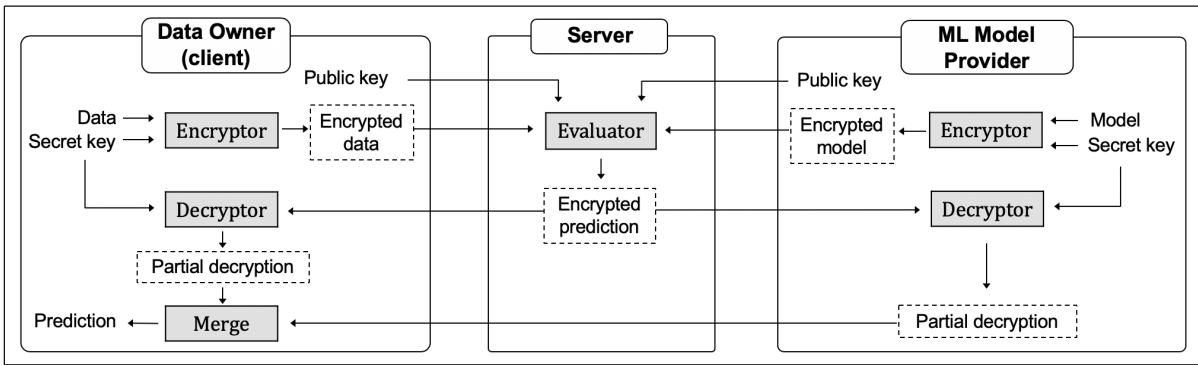 Data Owner
(client)
Server
ML Model
Provider
Public key
Public key
Data
Secret key
Encryptor
Encrypted
data
Evaluator
Encrypted
model
Encryptor
Model
Secret key
Decryptor
Encrypted
prediction
Decryptor
Partial decryption
Prediction
Merge
Partial decryption